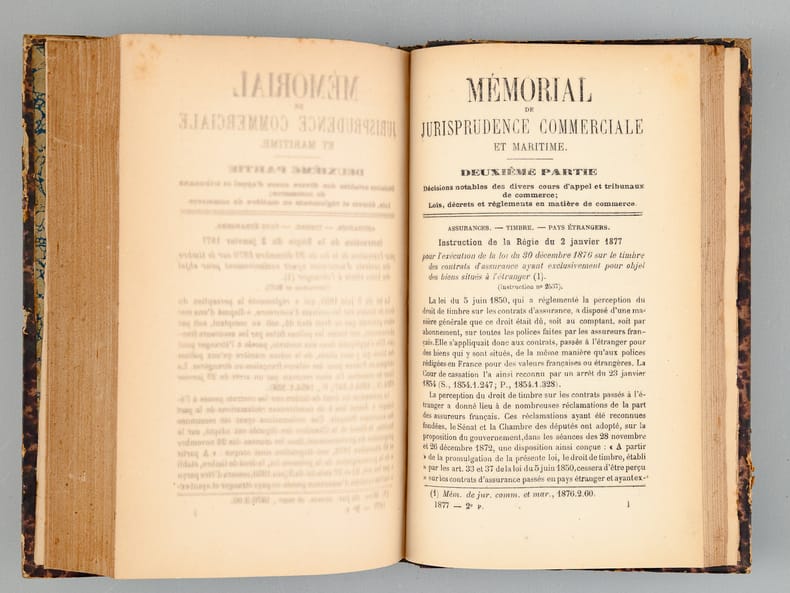 MÉMORIAL
DE
JURISPRUDENCE COMMERCIALE
ET MARITIME.
DEUXIÈME PARTIE
Décisions notables des divers cours d'appel et tribunaux
de commerce;
Lois, décrets et règlements en matière de commerce.
ASSURANCES. — TIMBRE. — PAYS ÉTRANGERS.
Instruction de la Régie du 2 janvier 1877
pour l'exécution de la loi du 30 décembre 1876 sur le timbre
des contrats d'assurance ayant exclusivement pour objet
des biens situés à l'étranger (1).
(Instruction nº 2537).
La loi du 5 juin 1850, qui a réglementé la perception du
droit de timbre sur les contrats d'assurance, a disposé d'une ma-
nière générale que ce droit était dû, soit au comptant, soit par
abonnement, sur toutes les polices faites par les assureurs fran-
çais. Elle s'appliquait donc aux contrats, passés à l'étranger pour
des biens qui y sont situés, de la même manière qu'aux polices
rédigées en France pour des valeurs françaises ou étrangères. La
Cour de cassation l'a ainsi reconnu par un arrêt du 23 janvier
1854 (S., 1854.1.247; P., 1854.1.328).
La perception du droit de timbre sur les contrats passés à l'é-
tranger a donné lieu à de nombreuses réclamations de la part
des assureurs français. Ces réclamations ayant été reconnues
fondées, le Sénat et la Chambre des députés ont adopté, sur la
proposition du gouvernement, dans les séances des 28 novembre
et 26 décembre 1872, une disposition ainsi conçue : « A partir
» de la promulgation de la présente loi, le droit de timbre, établi
» par les art. 33 et 37 de la loi du 5 juin 1850, cessera d'être perçu
» sur les contrats d'assurance passés en pays étranger et ayant ex-
(1) Mém. de jur. comm. et mar., 1876.2.60.
1877 — 2e p. 1